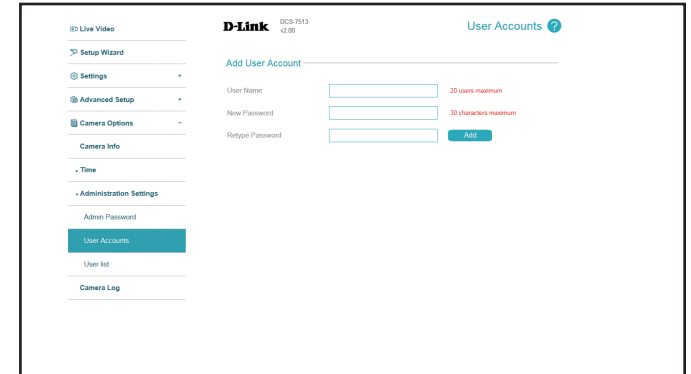 Live Video
Setup Wizard
Settings +
Advanced Setup +
Camera Options -
Camera Info
• Time
• Administration Settings
Admin Password
User Accounts
User list
Camera Log
D-Link DCS-7513
v2.00
User Accounts ?
Add User Account
User Name 20 users maximum
New Password 30 characters maximum
Retype Password Add